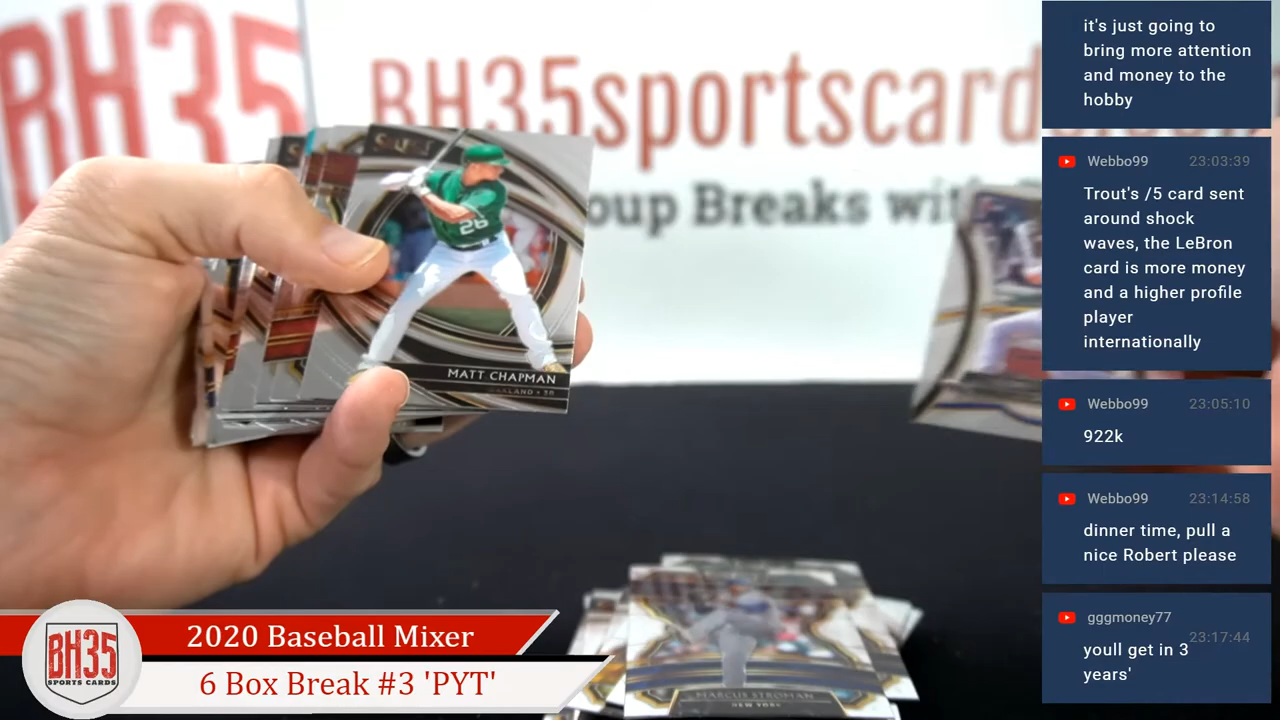 BH35
BH35sportscard
oup Breaks wit
SELECT
26
MATT CHAPMAN
OAKLAND • 3B
MARCUS STROMAN
NEW YORK
BH35
SPORTS CARDS
2020 Baseball Mixer
6 Box Break #3 'PYT'
it's just going to
bring more attention
and money to the
hobby
Webbo99 23:03:39
Trout's /5 card sent
around shock
waves, the LeBron
card is more money
and a higher profile
player
internationally
Webbo99 23:05:10
922k
Webbo99 23:14:58
dinner time, pull a
nice Robert please
gggmoney77
23:17:44
youll get in 3
years'